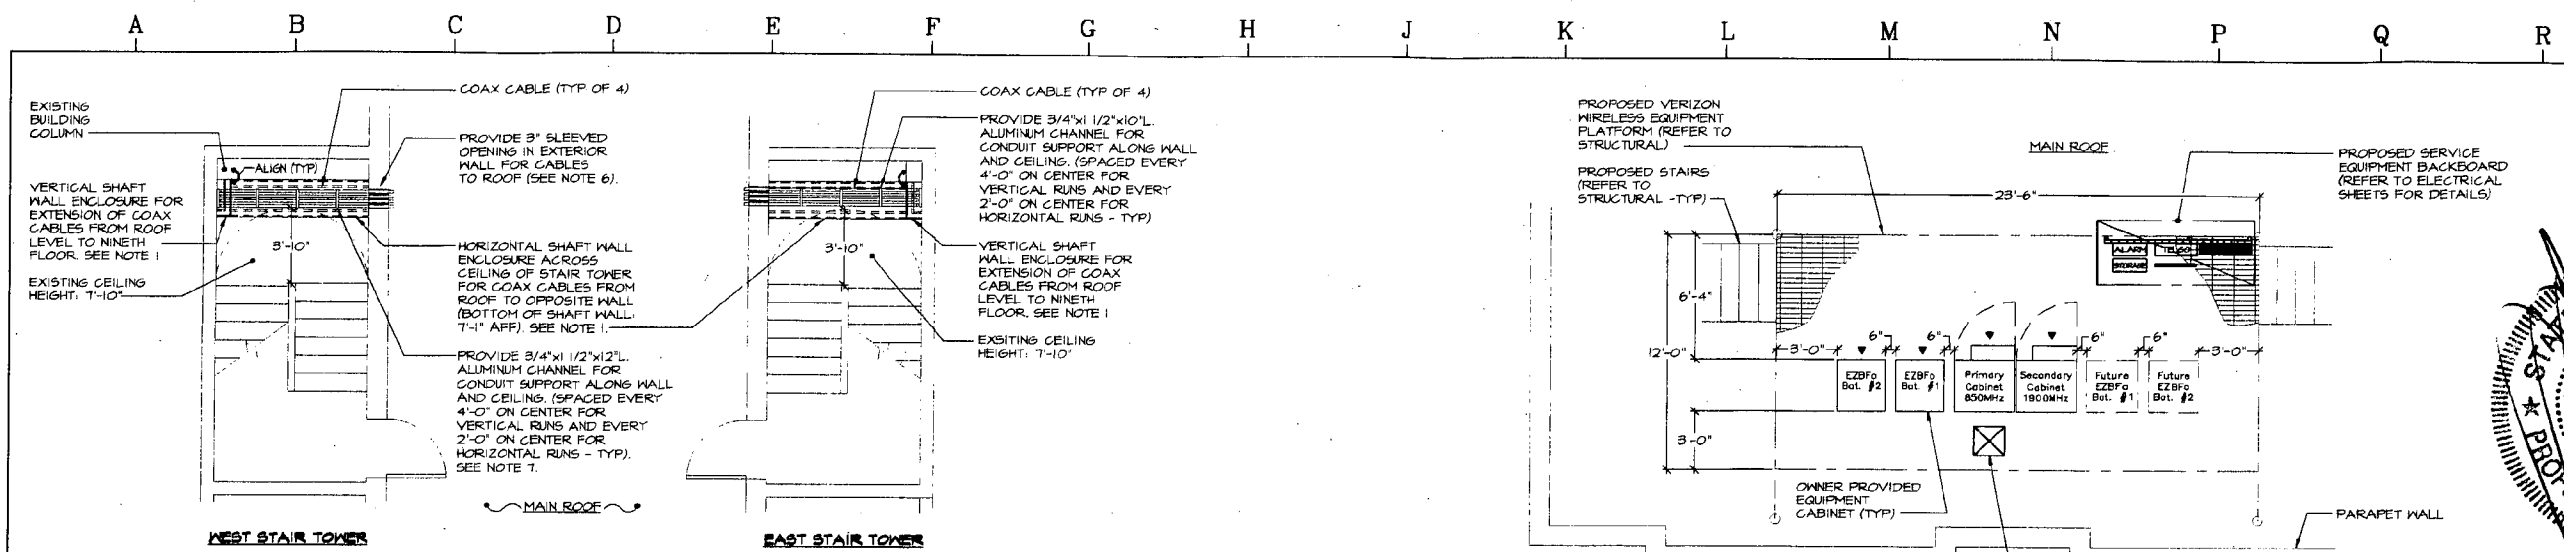 A B C D E F G H J K L M N P Q R
EXISTING
BUILDING
COLUMN
VERTICAL SHAFT
WALL ENCLOSURE FOR
EXTENSION OF COAX
CABLES FROM ROOF
LEVEL TO NINETH
FLOOR. SEE NOTE 1
EXISTING CEILING
HEIGHT: 7'-10"
ALIGN (TYP)
3'-10"
COAX CABLE (TYP OF 4)
PROVIDE 3" SLEEVED
OPENING IN EXTERIOR
WALL FOR CABLES
TO ROOF (SEE NOTE 6).
HORIZONTAL SHAFT WALL
ENCLOSURE ACROSS
CEILING OF STAIR TOWER
FOR COAX CABLES FROM
ROOF TO OPPOSITE WALL
(BOTTOM OF SHAFT WALL:
7'-1" AFF). SEE NOTE 1.
PROVIDE 3/4"x1 1/2"x12"L.
ALUMINUM CHANNEL FOR
CONDUIT SUPPORT ALONG WALL
AND CEILING. (SPACED EVERY
4'-0" ON CENTER FOR
VERTICAL RUNS AND EVERY
2'-0" ON CENTER FOR
HORIZONTAL RUNS - TYP).
SEE NOTE 7.
MAIN ROOF
WEST STAIR TOWER
COAX CABLE (TYP OF 4)
PROVIDE 3/4"x1 1/2"x10"L.
ALUMINUM CHANNEL FOR
CONDUIT SUPPORT ALONG WALL
AND CEILING. (SPACED EVERY
4'-0" ON CENTER FOR
VERTICAL RUNS AND EVERY
2'-0" ON CENTER FOR
HORIZONTAL RUNS - TYP)
3'-10"
VERTICAL SHAFT
WALL ENCLOSURE FOR
EXTENSION OF COAX
CABLES FROM ROOF
LEVEL TO NINETH
FLOOR. SEE NOTE 1
EXSITING CEILING
HEIGHT: 7'-10"
EAST STAIR TOWER
PROPOSED VERIZON
WIRELESS EQUIPMENT
PLATFORM (REFER TO
STRUCTURAL)
PROPOSED STAIRS
(REFER TO
STRUCTURAL -TYP)
MAIN ROOF
PROPOSED SERVICE
EQUIPMENT BACKBOARD
(REFER TO ELECTRICAL
SHEETS FOR DETAILS)
23'-6"
ALARM
TELCO
STORAGE
6'-4"
12'-0"
3'-0"
3'-0"
6"
6"
6"
6"
3'-0"
EZBFo
Bat. #2
EZBFo
Bat. #1
Primary
Cabinet
850MHz
Secondary
Cabinet
1900MHz
Future
EZBFo
Bat. #1
Future
EZBFo
Bat. #2
OWNER PROVIDED
EQUIPMENT
CABINET (TYP)
PARAPET WALL